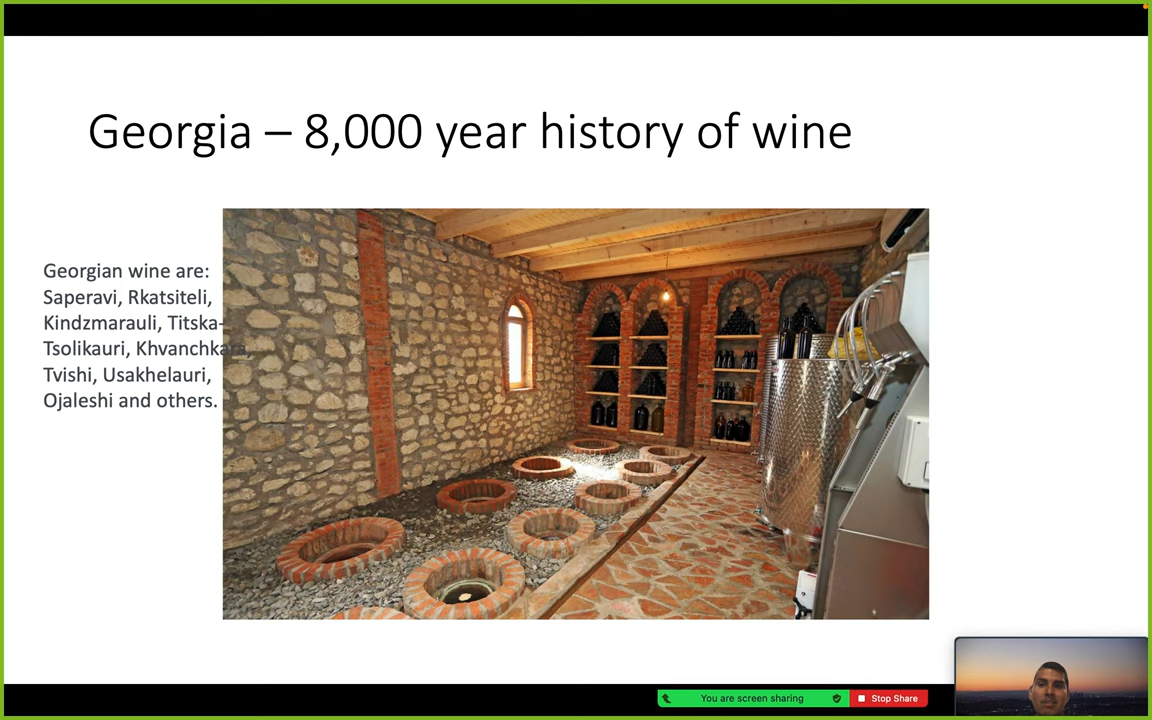 Georgia – 8,000 year history of wine
Georgian wine are:
Saperavi, Rkatsiteli,
Kindzmarauli, Titska-
Tsolikauri, Khvanchkara,
Tvishi, Usakhelauri,
Ojaleshi and others.
You are screen sharing
Stop Share